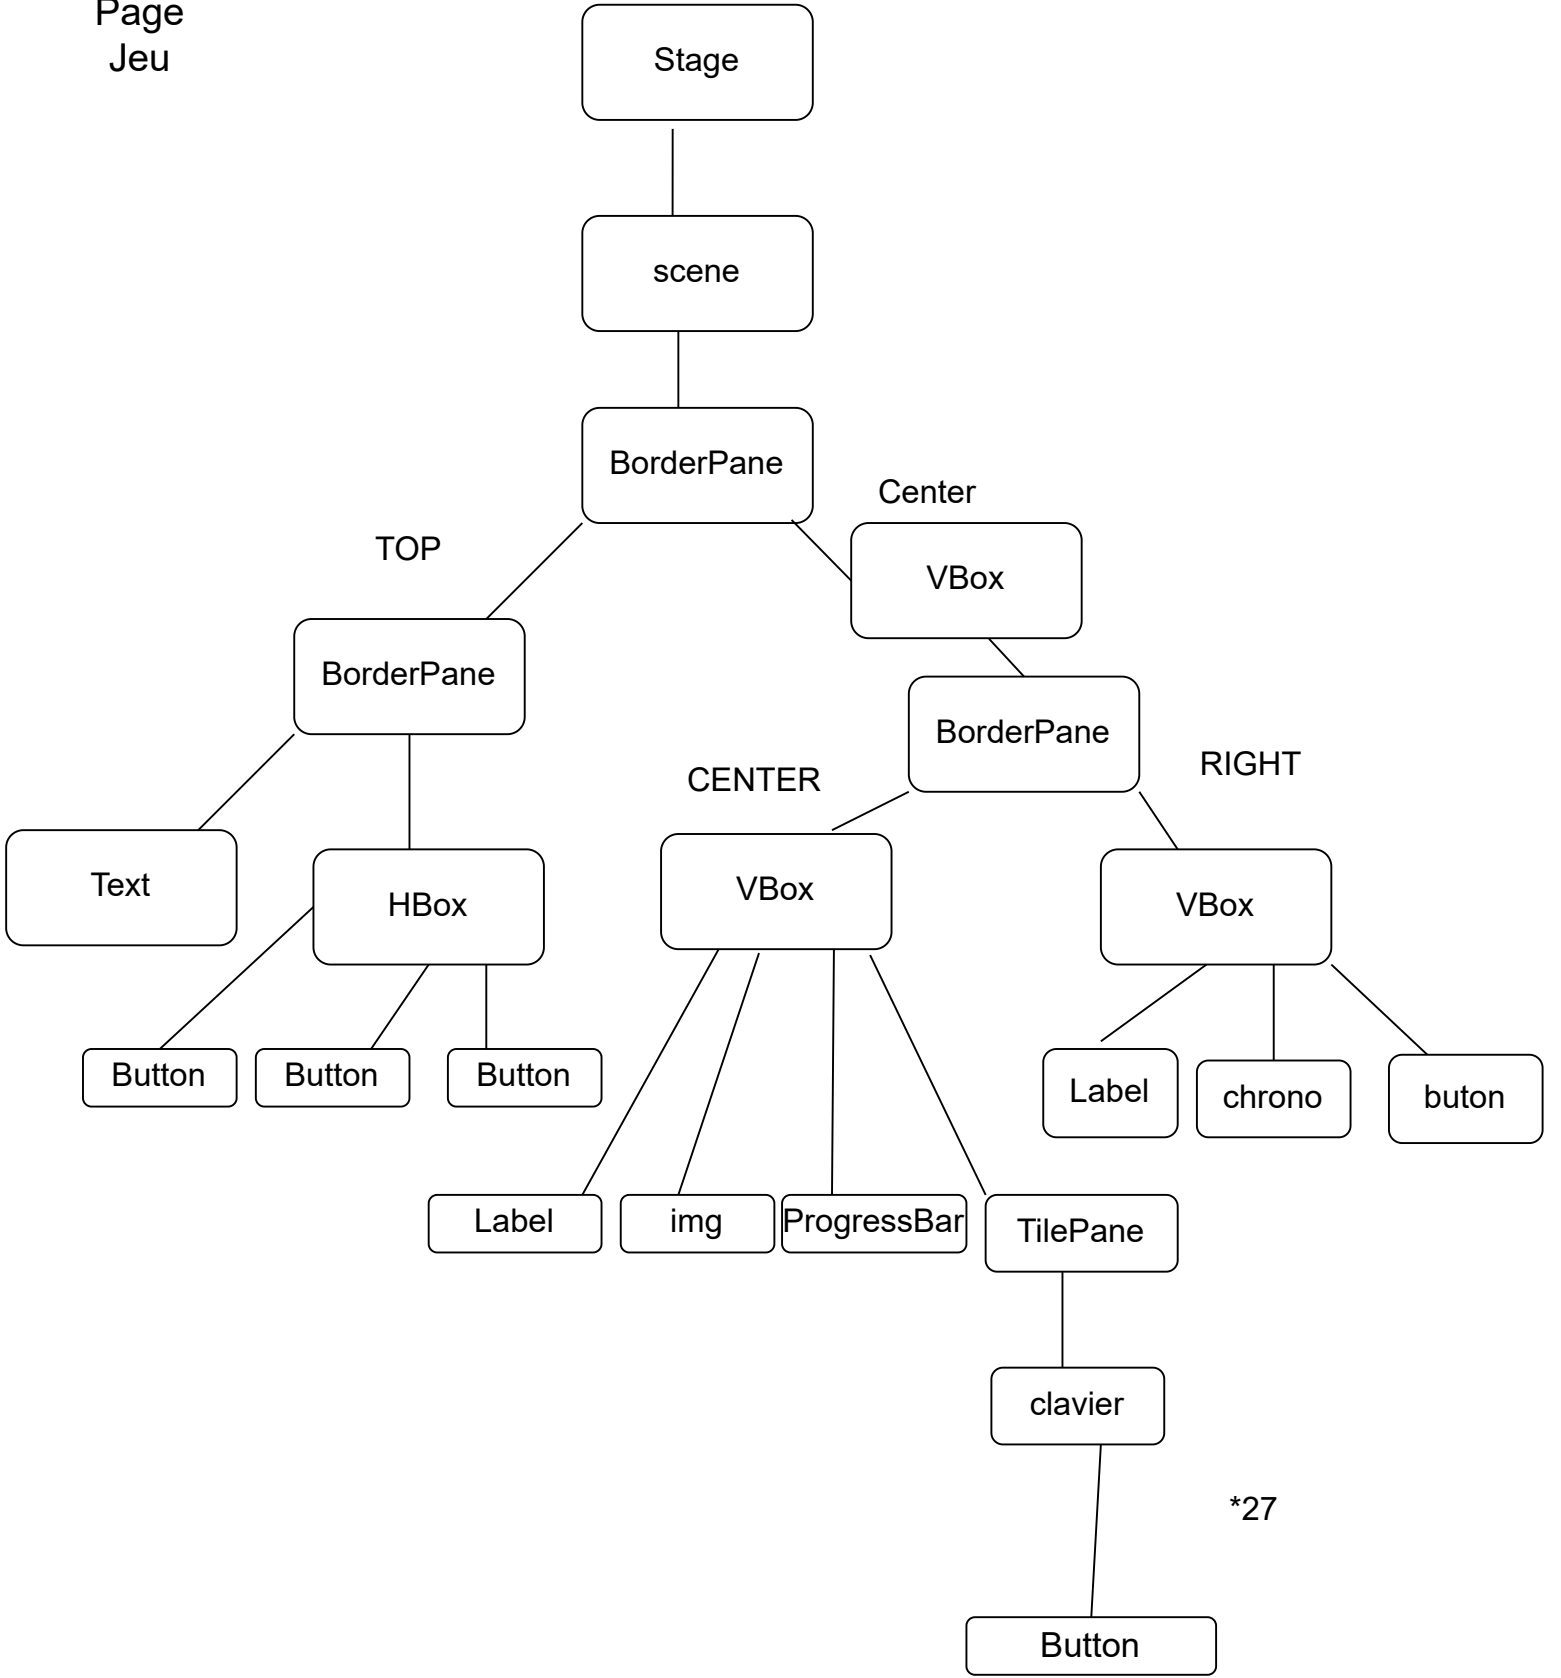 Page
Jeu
Stage
scene
BorderPane
Center
TOP
VBox
BorderPane
BorderPane
CENTER
RIGHT
Text
HBox
VBox
VBox
Button
Button
Button
Label
chrono
buton
Label
img
ProgressBar
TilePane
clavier
*27
Button